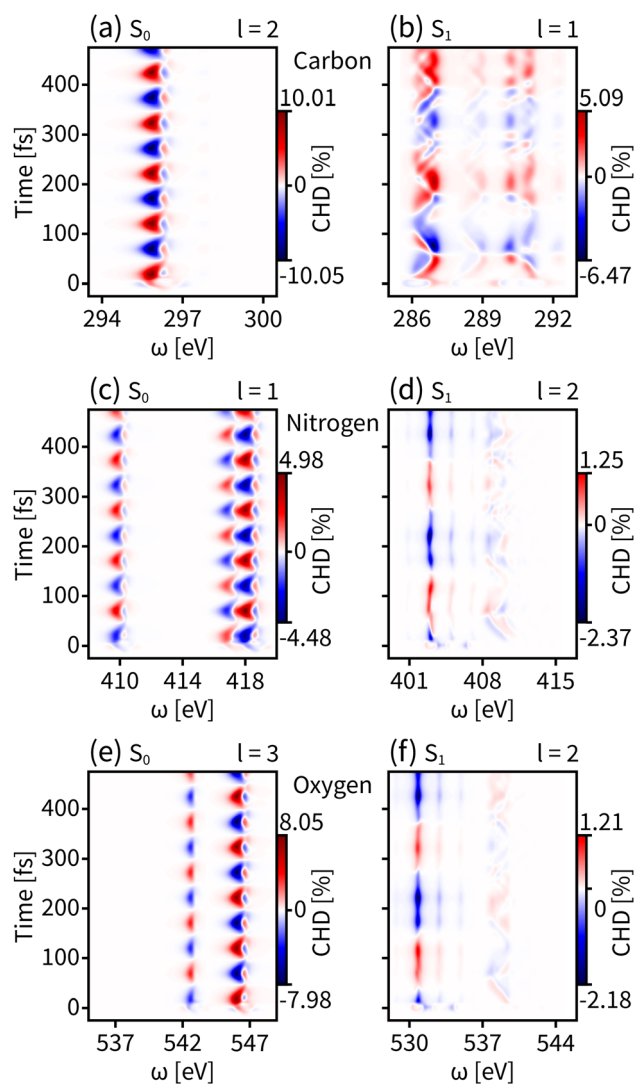 (a) S₀ l = 2
(b) S₁ l = 1
Carbon
Time [fs]
400
300
200
100
0
294 297 300
ω [eV]
10.01
0
-10.05
CHD [%]
286 289 292
ω [eV]
5.09
0
-6.47
CHD [%]
(c) S₀ l = 1
(d) S₁ l = 2
Nitrogen
Time [fs]
400
300
200
100
0
410 414 418
ω [eV]
4.98
0
-4.48
CHD [%]
401 408 415
ω [eV]
1.25
0
-2.37
CHD [%]
(e) S₀ l = 3
(f) S₁ l = 2
Oxygen
Time [fs]
400
300
200
100
0
537 542 547
ω [eV]
8.05
0
-7.98
CHD [%]
530 537 544
ω [eV]
1.21
0
-2.18
CHD [%]